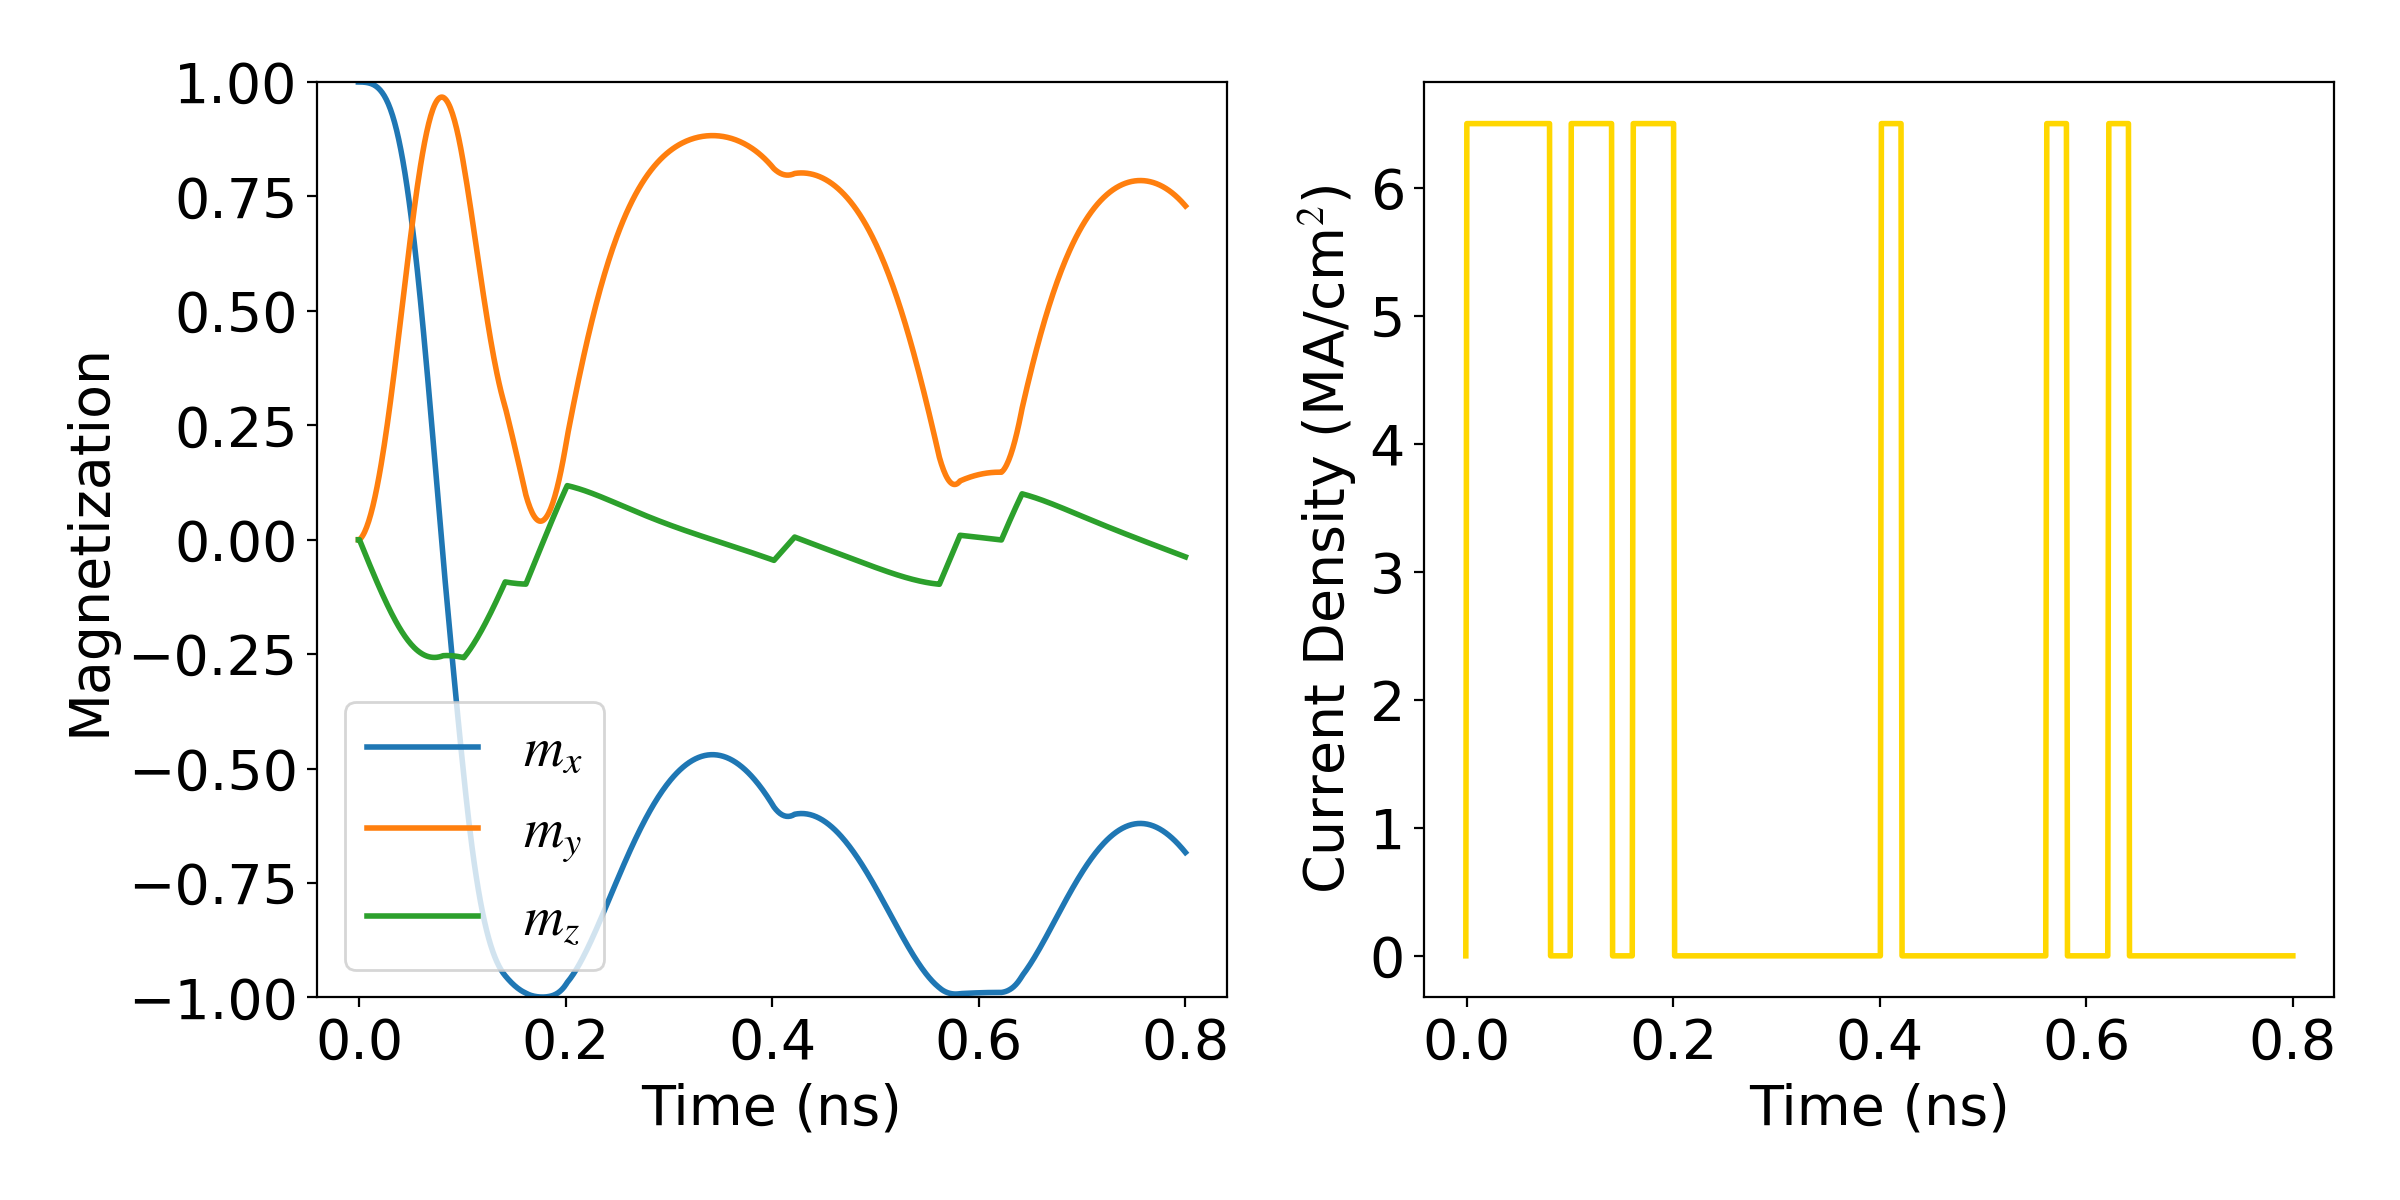 Magnetization
1.00
0.75
0.50
0.25
0.00
−0.25
−0.50
−0.75
−1.00
m_x
m_y
m_z
0.0 0.2 0.4 0.6 0.8
Time (ns)
Current Density (MA/cm²)
6
5
4
3
2
1
0
0.0 0.2 0.4 0.6 0.8
Time (ns)